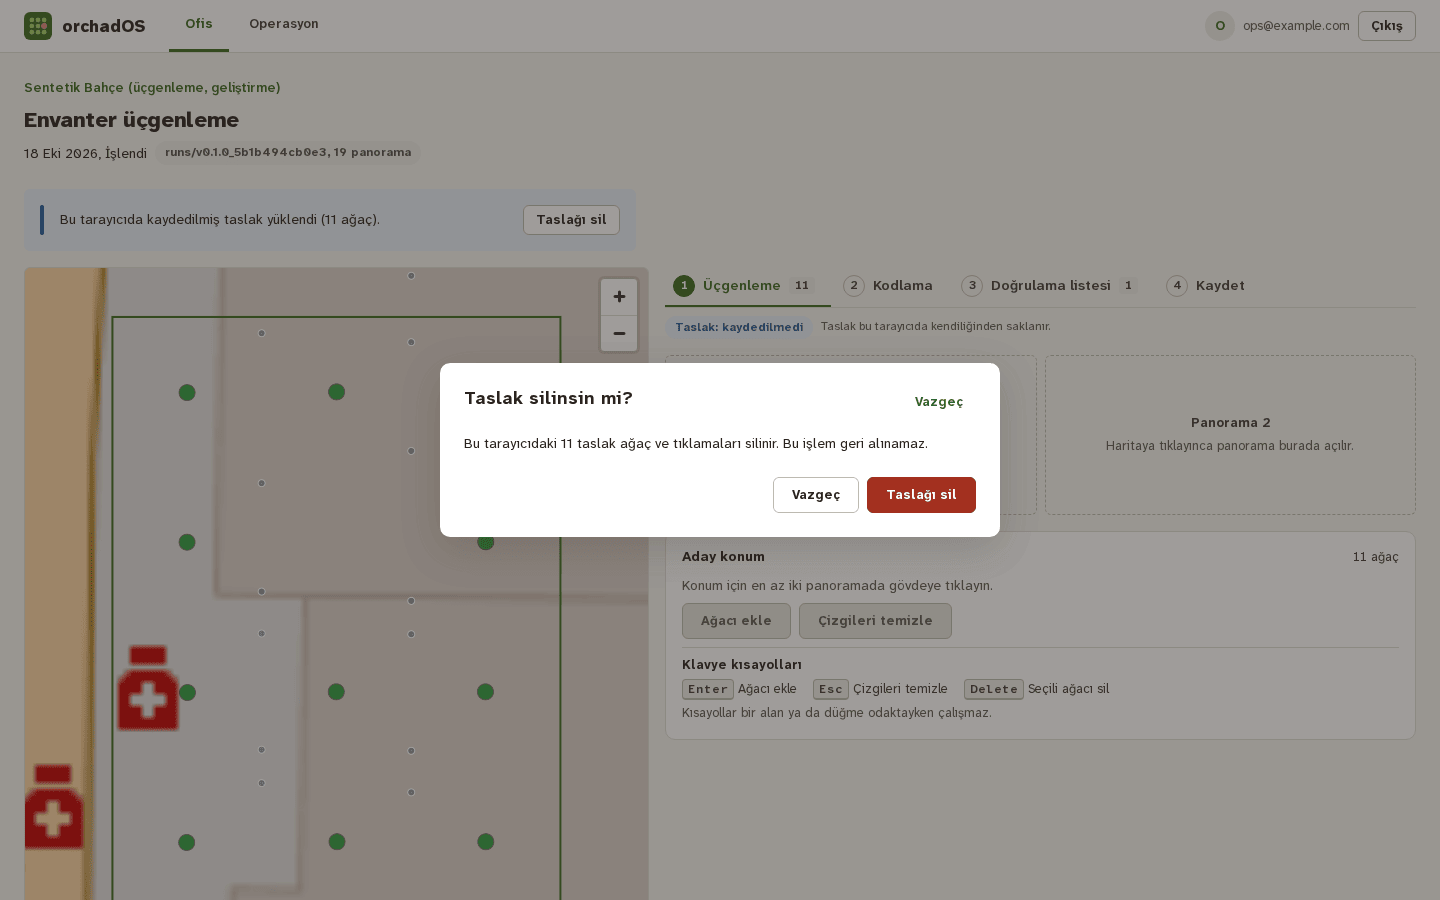 orchadOS
Ofis
Operasyon
O
ops@example.com
Çıkış
Sentetik Bahçe (üçgenleme, geliştirme)
Envanter üçgenleme
18 Eki 2026, İşlendi
runs/v0.1.0_5b1b494cb0e3, 19 panorama
Bu tarayıcıda kaydedilmiş taslak yüklendi (11 ağaç).
Taslağı sil
+
−
1 Üçgenleme 11
2 Kodlama
3 Doğrulama listesi 1
4 Kaydet
Taslak: kaydedilmedi
Taslak bu tarayıcıda kendiliğinden saklanır.
Taslak silinsin mi?
Vazgeç
Bu tarayıcıdaki 11 taslak ağaç ve tıklamaları silinir. Bu işlem geri alınamaz.
Vazgeç
Taslağı sil
Panorama 2
Haritaya tıklayınca panorama burada açılır.
Aday konum
11 ağaç
Konum için en az iki panoramada gövdeye tıklayın.
Ağacı ekle
Çizgileri temizle
Klavye kısayolları
Enter Ağacı ekle
Esc Çizgileri temizle
Delete Seçili ağacı sil
Kısayollar bir alan ya da düğme odaktayken çalışmaz.